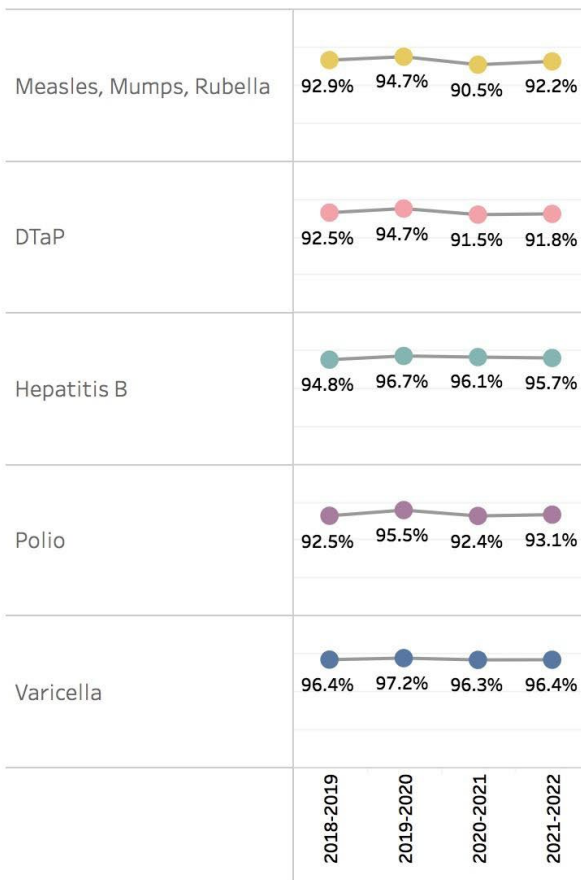 Measles, Mumps, Rubella
92.9% 94.7% 90.5% 92.2%
DTaP
92.5% 94.7% 91.5% 91.8%
Hepatitis B
94.8% 96.7% 96.1% 95.7%
Polio
92.5% 95.5% 92.4% 93.1%
Varicella
96.4% 97.2% 96.3% 96.4%
2018-2019
2019-2020
2020-2021
2021-2022